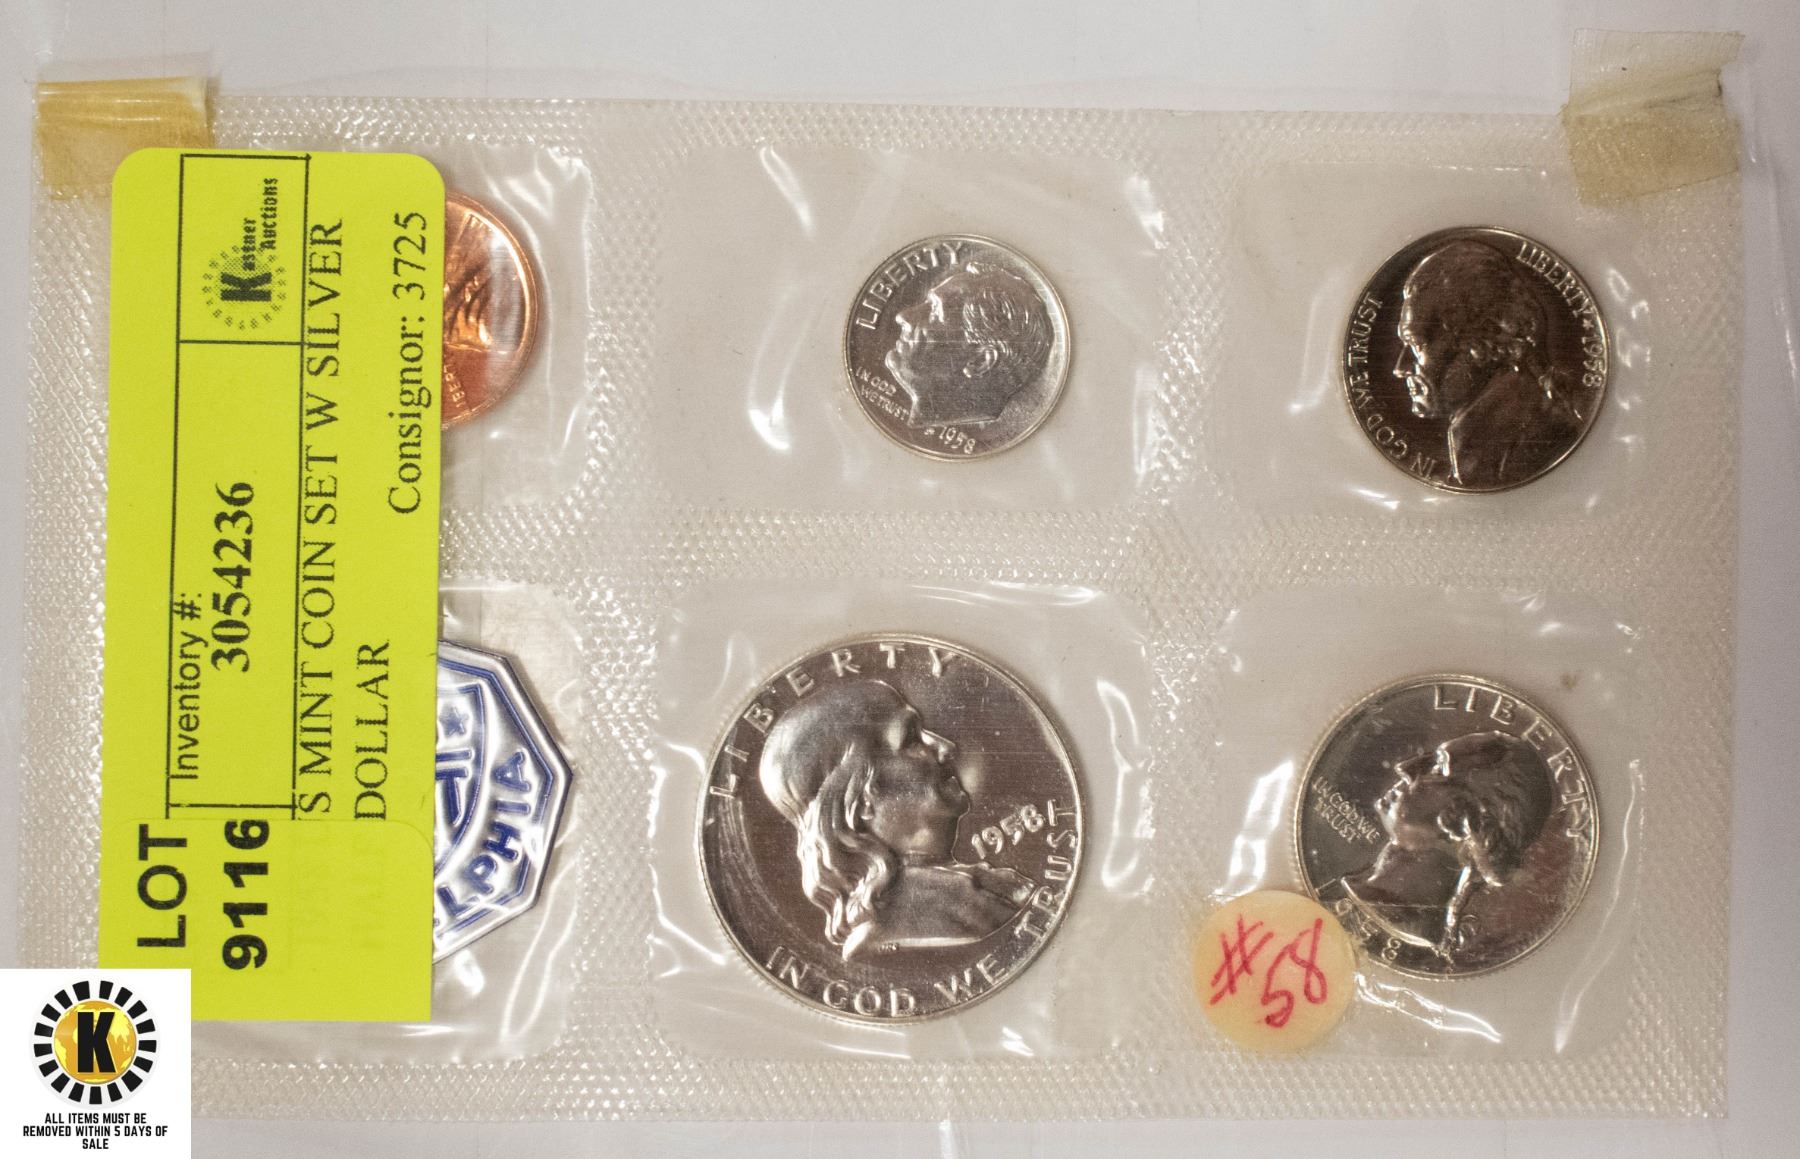 LOT
9116
Inventory #:
3054236
Kastner
Auctions
S MINT COIN SET W SILVER
DOLLAR
Consignor: 3725
LIBERTY
IN GOD
WE TRUST
1958
IN GOD WE TRUST
LIBERTY ★ 1958
LPHIA
LIBERTY
1958
IN GOD WE TRUST
LIBERTY
IN GOD WE
TRUST
1958
#58
K
ALL ITEMS MUST BE
REMOVED WITHIN 5 DAYS OF
SALE